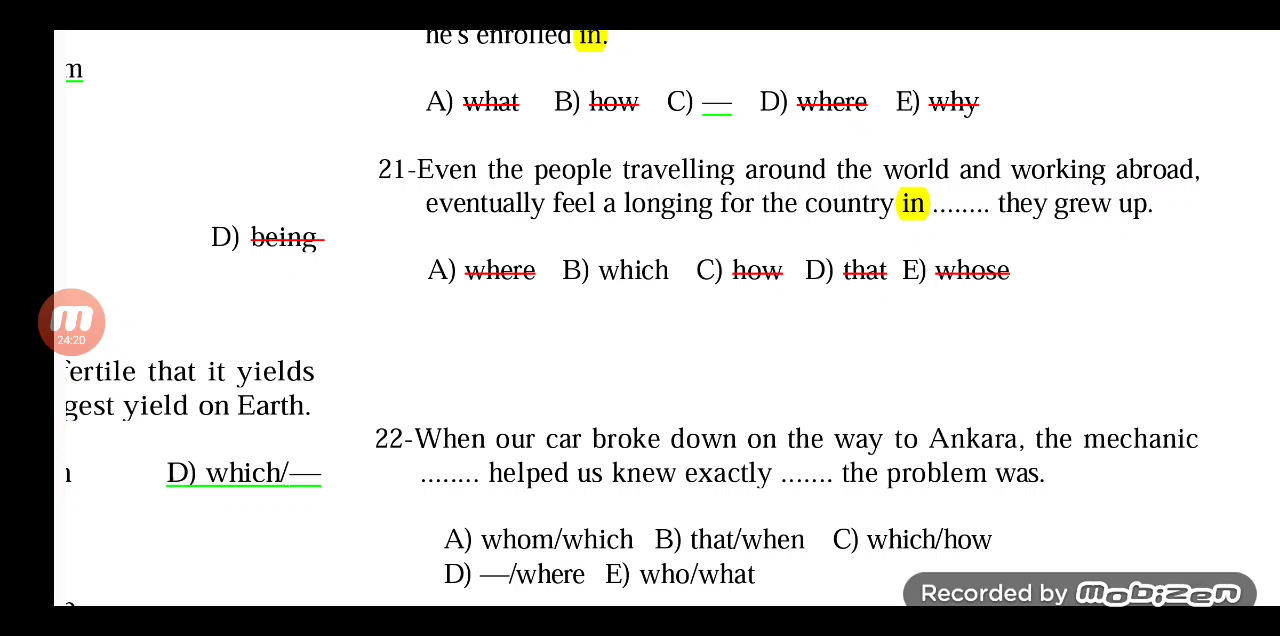 he's enrolled in.
A) what B) how C) — D) where E) why
21-Even the people travelling around the world and working abroad,
eventually feel a longing for the country in ........ they grew up.
A) where B) which C) how D) that E) whose
22-When our car broke down on the way to Ankara, the mechanic
........ helped us knew exactly ....... the problem was.
A) whom/which B) that/when C) which/how
D) —/where E) who/what
m
D) being
24:20
fertile that it yields
gest yield on Earth.
D) which/—
Recorded by mobizen